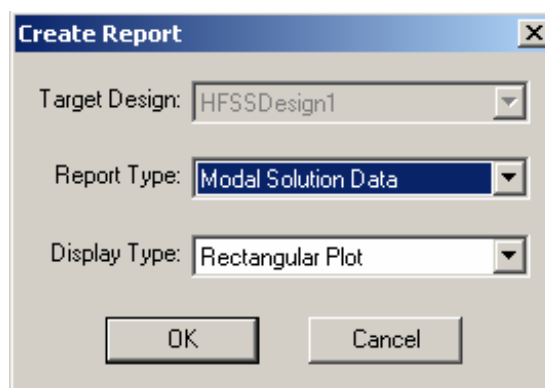 Create Report
Target Design: HFSSDesign1
Report Type: Modal Solution Data
Display Type: Rectangular Plot
OK Cancel